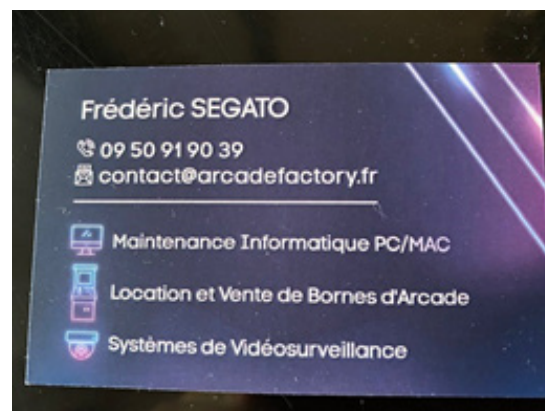 Frédéric SEGATO
09 50 91 90 39
contact@arcadefactory.fr
Maintenance Informatique PC/MAC
Location et Vente de Bornes d'Arcade
Systèmes de Vidéosurveillance